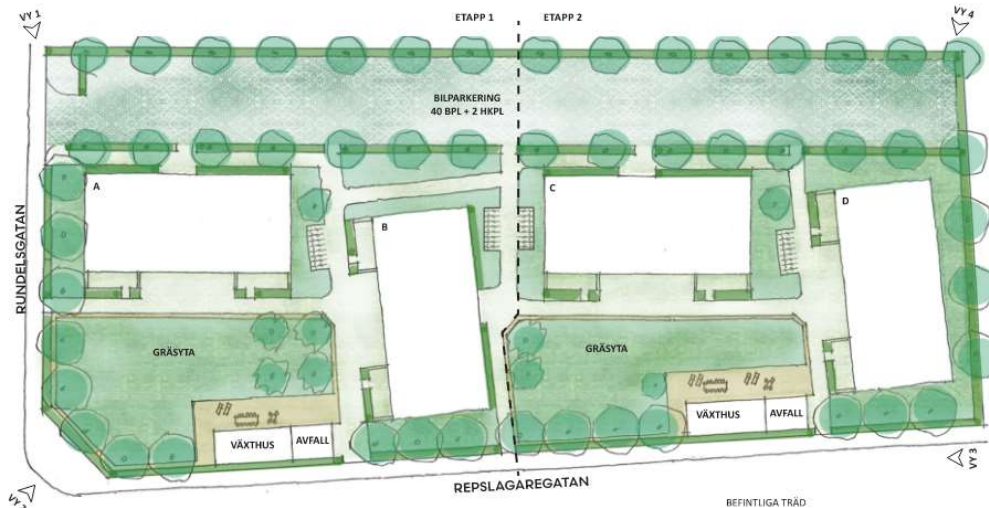 VY 1
ETAPP 1
ETAPP 2
VY 4
BILPARKERING
40 BPL + 2 HKPL
A
B
C
D
RUNDELSGATAN
GRÄSYTA
GRÄSYTA
VÄXTHUS
AVFALL
VÄXTHUS
AVFALL
VY 3
REPSLAGAREGATAN
VY
BEFINTLIGA TRÄD